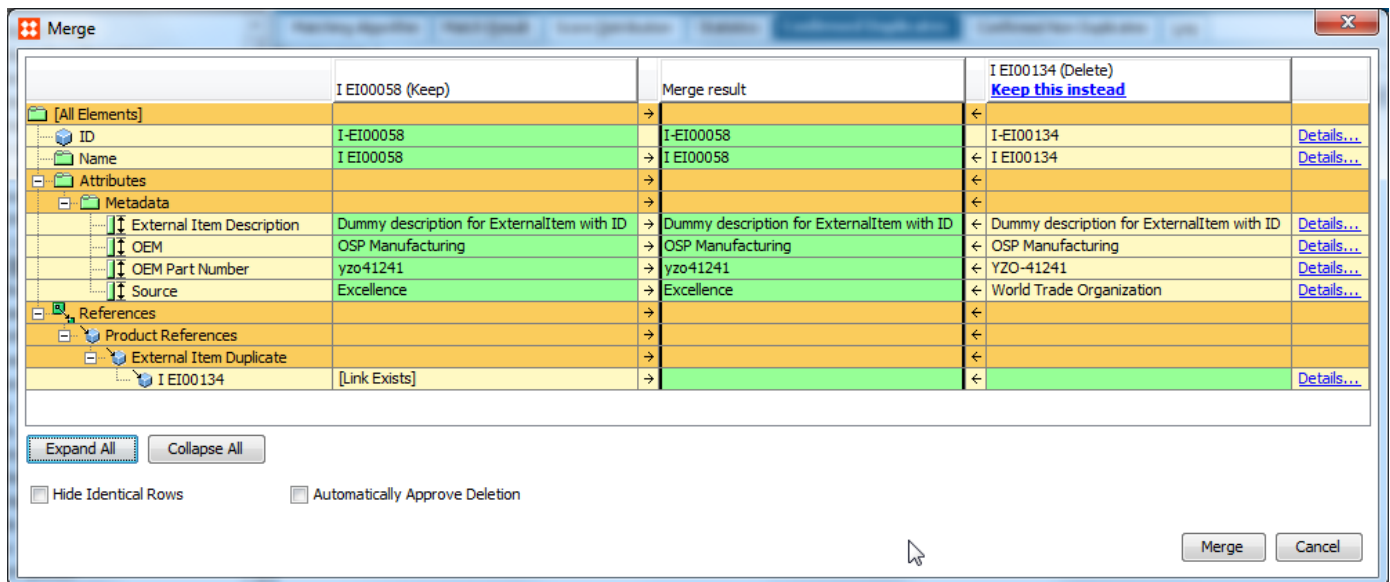 Merge
I EI00058 (Keep) Merge result I EI00134 (Delete)
Keep this instead
[All Elements] → ←
ID I-EI00058 I-EI00058 I-EI00134 Details...
Name I EI00058 → I EI00058 ← I EI00134 Details...
Attributes → ←
Metadata → ←
External Item Description Dummy description for ExternalItem with ID → Dummy description for ExternalItem with ID ← Dummy description for ExternalItem with ID Details...
OEM OSP Manufacturing → OSP Manufacturing ← OSP Manufacturing Details...
OEM Part Number yzo41241 → yzo41241 ← YZO-41241 Details...
Source Excellence → Excellence ← World Trade Organization Details...
References → ←
Product References → ←
External Item Duplicate → ←
I EI00134 [Link Exists] → ← Details...
Expand All Collapse All
Hide Identical Rows Automatically Approve Deletion
Merge Cancel